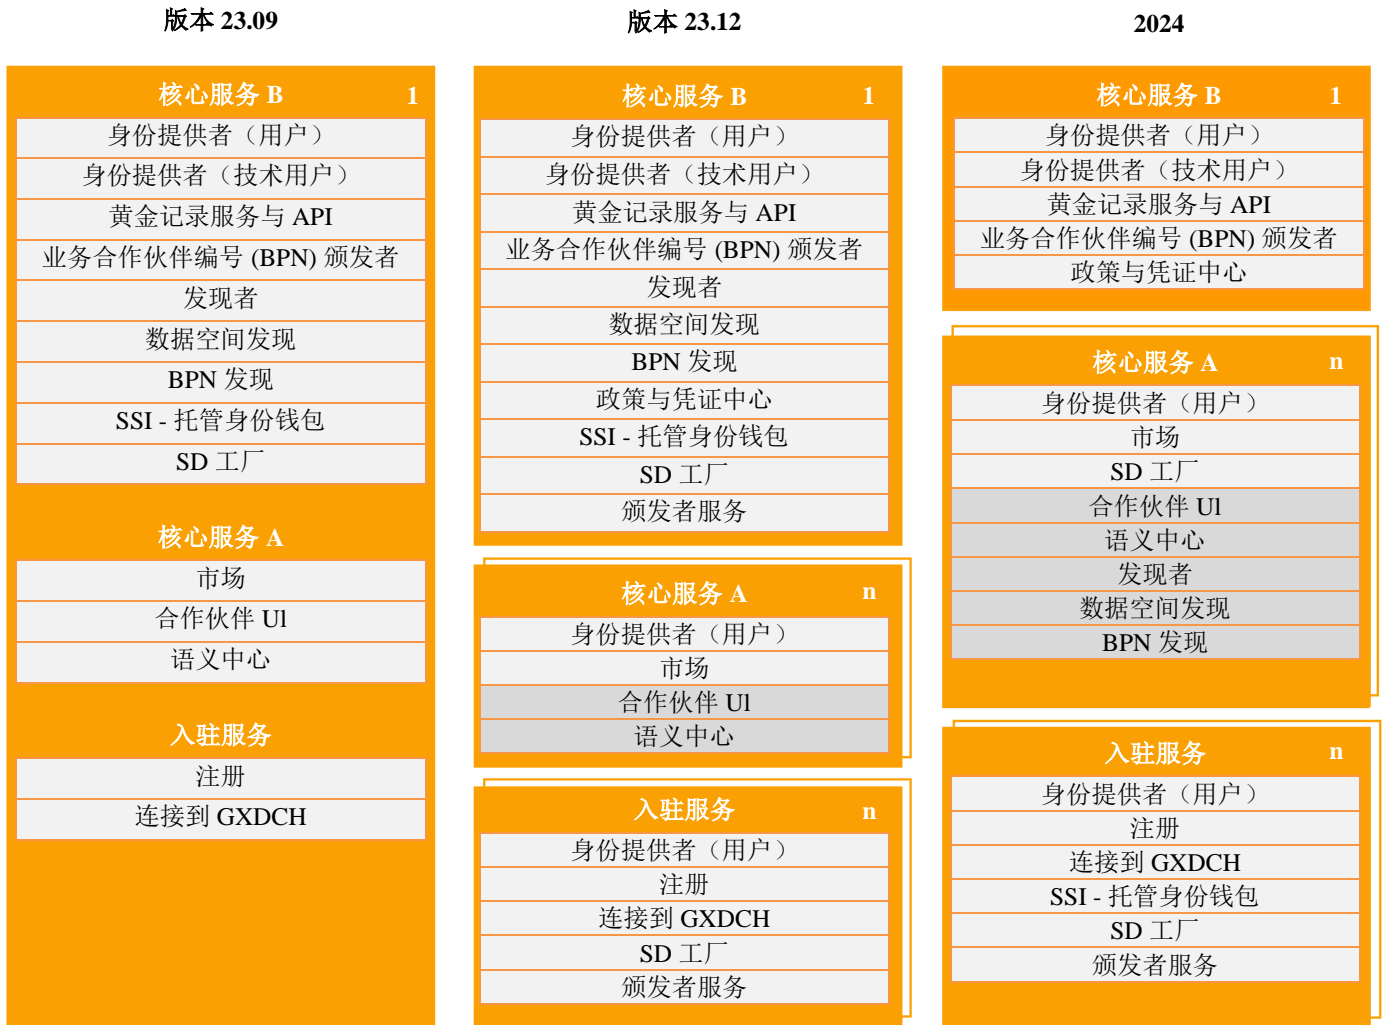 版本 23.09
核心服务 B 1
身份提供者（用户）
身份提供者（技术用户）
黄金记录服务与 API
业务合作伙伴编号 (BPN) 颁发者
发现者
数据空间发现
BPN 发现
SSI - 托管身份钱包
SD 工厂
核心服务 A
市场
合作伙伴 Ul
语义中心
入驻服务
注册
连接到 GXDCH
版本 23.12
核心服务 B 1
身份提供者（用户）
身份提供者（技术用户）
黄金记录服务与 API
业务合作伙伴编号 (BPN) 颁发者
发现者
数据空间发现
BPN 发现
政策与凭证中心
SSI - 托管身份钱包
SD 工厂
颁发者服务
核心服务 A n
身份提供者（用户）
市场
合作伙伴 Ul
语义中心
入驻服务 n
身份提供者（用户）
注册
连接到 GXDCH
SD 工厂
颁发者服务
2024
核心服务 B 1
身份提供者（用户）
身份提供者（技术用户）
黄金记录服务与 API
业务合作伙伴编号 (BPN) 颁发者
政策与凭证中心
核心服务 A n
身份提供者（用户）
市场
SD 工厂
合作伙伴 Ul
语义中心
发现者
数据空间发现
BPN 发现
入驻服务 n
身份提供者（用户）
注册
连接到 GXDCH
SSI - 托管身份钱包
SD 工厂
颁发者服务